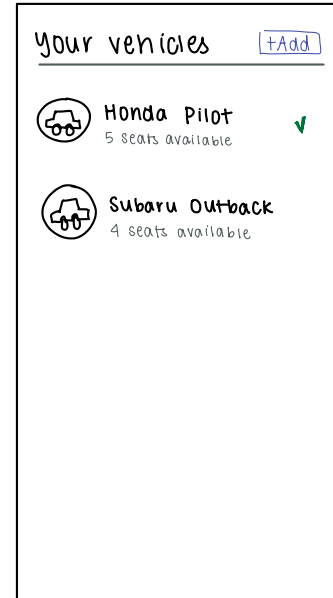 your vehicles
+Add
Honda Pilot
5 seats available
Subaru Outback
4 seats available